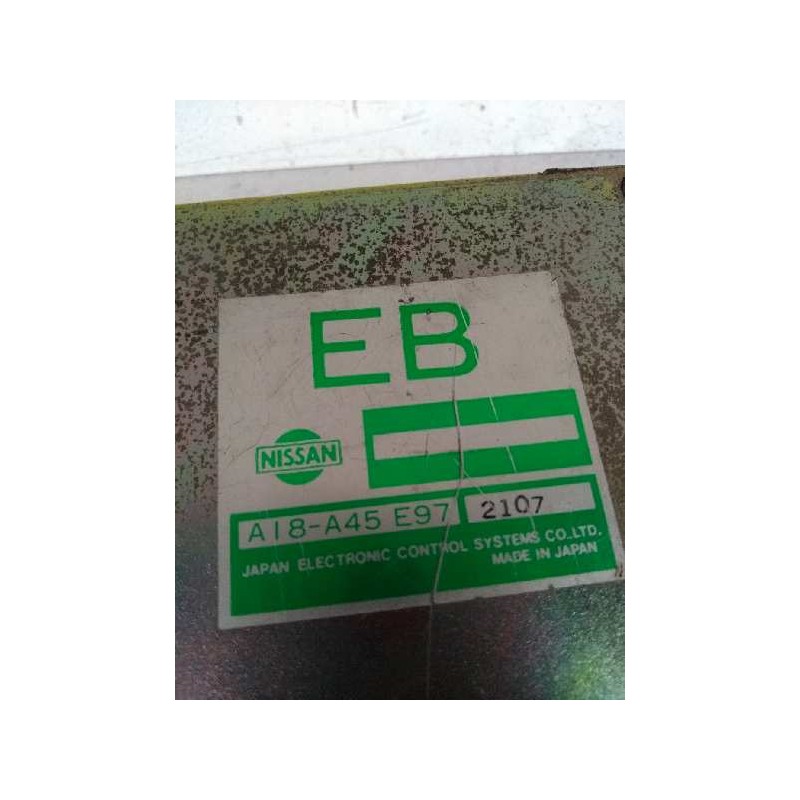 EB
NISSAN
A18-A45 E97 2107
JAPAN ELECTRONIC CONTROL SYSTEMS CO.,LTD.
MADE IN JAPAN